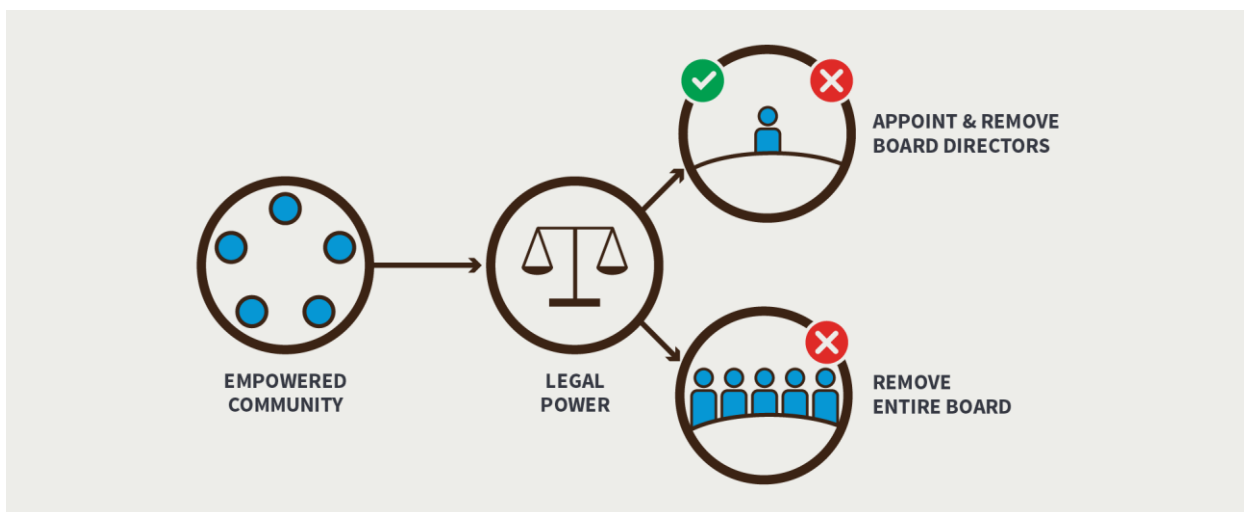 EMPOWERED
COMMUNITY
LEGAL
POWER
APPOINT & REMOVE
BOARD DIRECTORS
REMOVE
ENTIRE BOARD